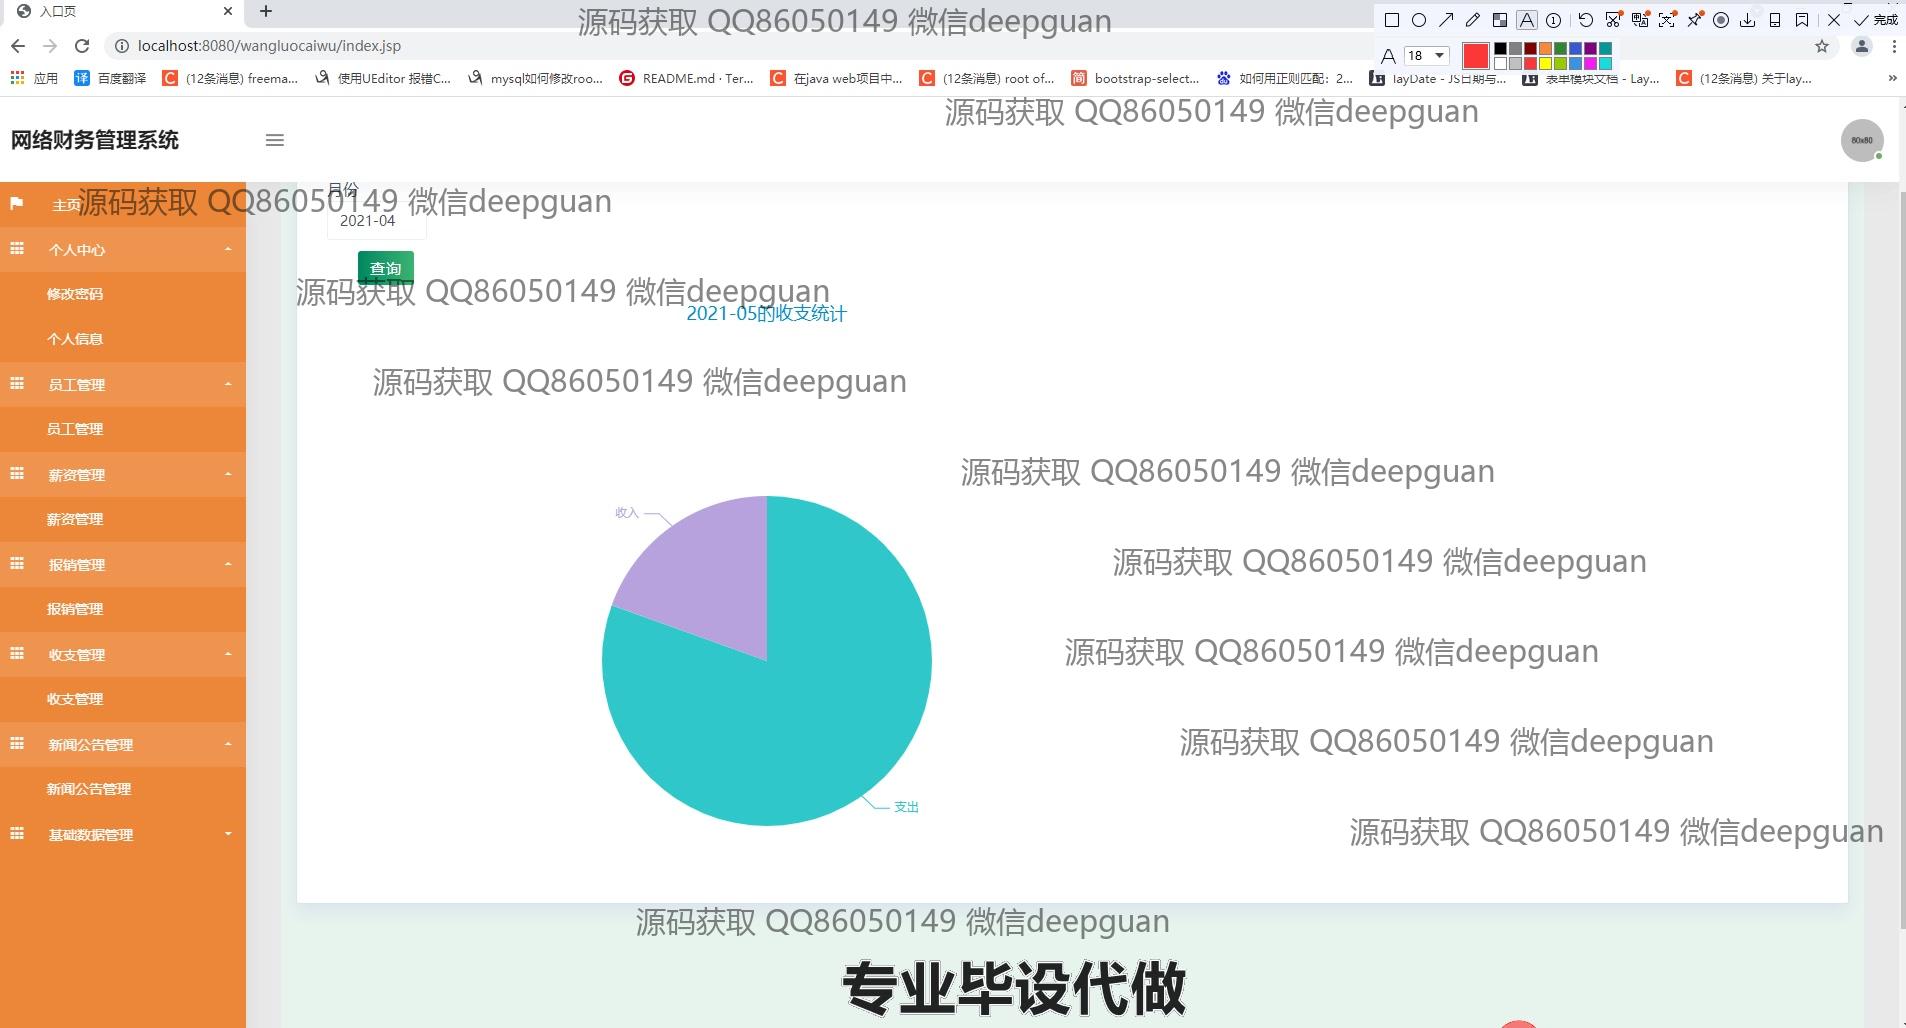 入口页
源码获取 QQ86050149 微信deepguan
完成
localhost:8080/wangluocaiwu/index.jsp
18
应用
百度翻译
(12条消息) freema...
使用UEditor 报错C...
mysql如何修改roo...
README.md · Ter...
在java web项目中...
(12条消息) root of...
bootstrap-select...
如何用正则匹配：2...
layDate - JS日期与...
表单模块文档 - Lay...
(12条消息) 关于lay...
源码获取 QQ86050149 微信deepguan
网络财务管理系统
80x80
月份
主页
源码获取 QQ86050149 微信deepguan
2021-04
个人中心
查询
修改密码
源码获取 QQ86050149 微信deepguan
2021-05的收支统计
个人信息
员工管理
源码获取 QQ86050149 微信deepguan
员工管理
薪资管理
源码获取 QQ86050149 微信deepguan
收入
薪资管理
报销管理
源码获取 QQ86050149 微信deepguan
报销管理
收支管理
源码获取 QQ86050149 微信deepguan
收支管理
新闻公告管理
源码获取 QQ86050149 微信deepguan
新闻公告管理
支出
基础数据管理
源码获取 QQ86050149 微信deepguan
源码获取 QQ86050149 微信deepguan
专业毕设代做